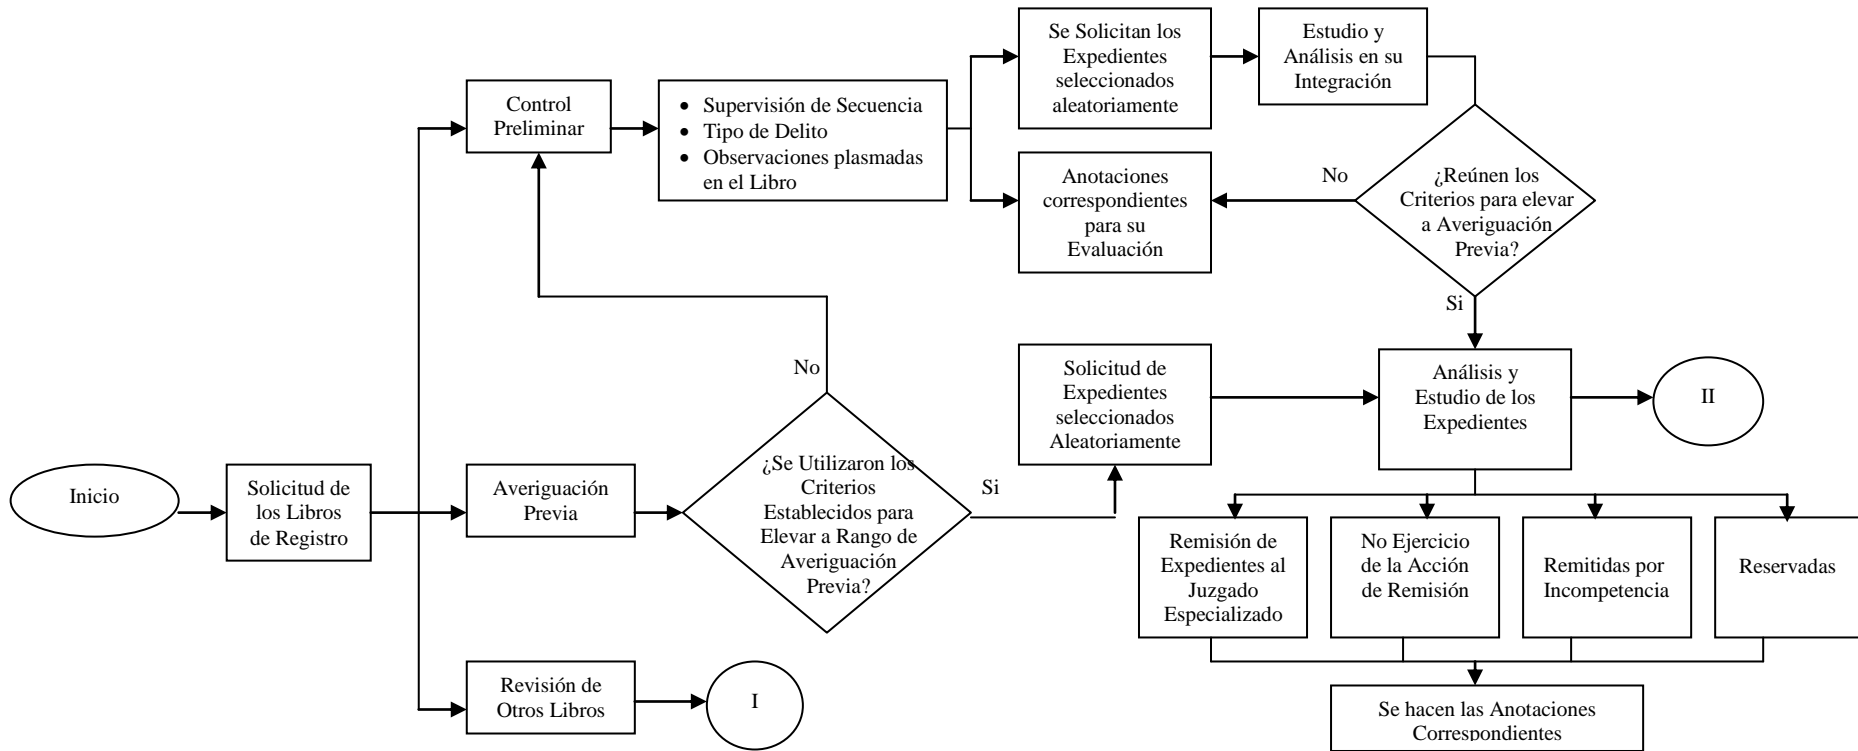 Se Solicitan los
Expedientes
seleccionados
aleatoriamente
Estudio y
Análisis en su
Integración
Control
Preliminar
• Supervisión de Secuencia
• Tipo de Delito
• Observaciones plasmadas
en el Libro
Anotaciones
correspondientes
para su
Evaluación
No
¿Reúnen los
Criterios para elevar
a Averiguación
Previa?
Si
No
Solicitud de
Expedientes
seleccionados
Aleatoriamente
Análisis y
Estudio de los
Expedientes
II
Inicio
Solicitud de
los Libros
de Registro
Averiguación
Previa
¿Se Utilizaron los
Criterios
Establecidos para
Elevar a Rango de
Averiguación
Previa?
Si
Remisión de
Expedientes al
Juzgado
Especializado
No Ejercicio
de la Acción
de Remisión
Remitidas por
Incompetencia
Reservadas
Revisión de
Otros Libros
I
Se hacen las Anotaciones
Correspondientes